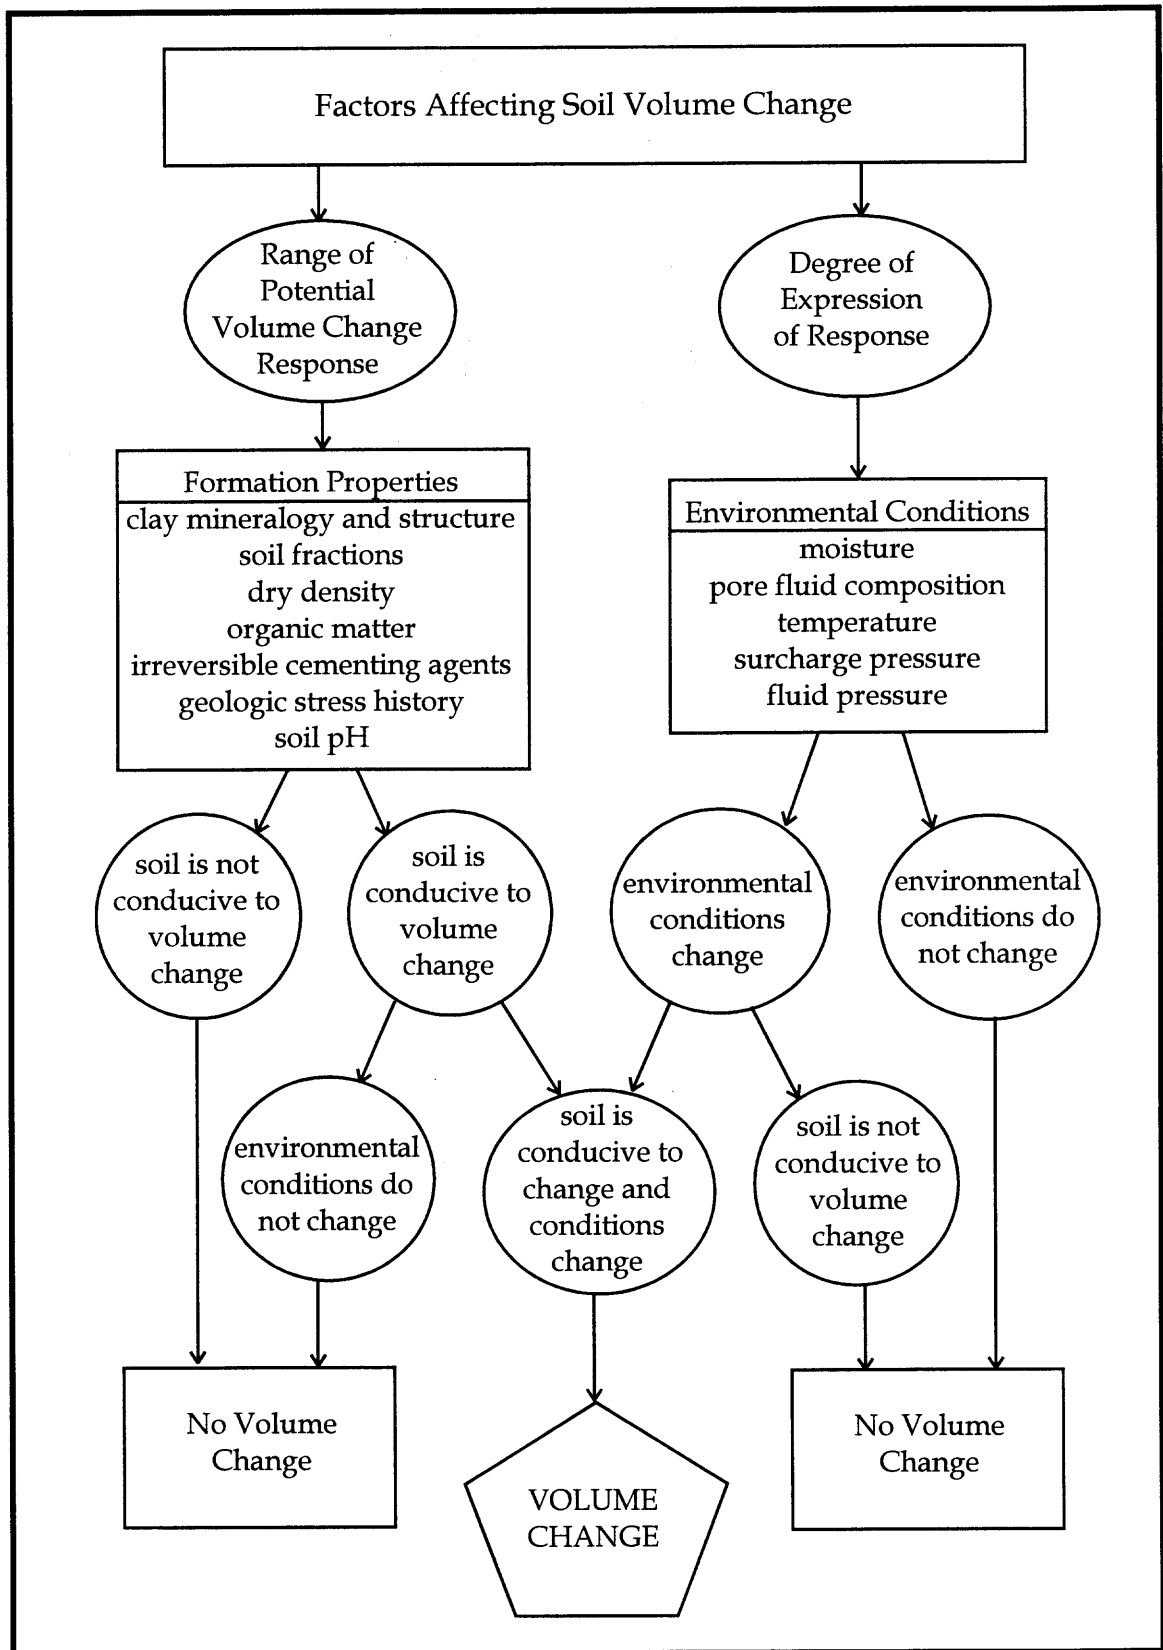 Factors Affecting Soil Volume Change
Range of
Potential
Volume Change
Response
Degree of
Expression
of Response
Formation Properties
clay mineralogy and structure
soil fractions
dry density
organic matter
irreversible cementing agents
geologic stress history
soil pH
Environmental Conditions
moisture
pore fluid composition
temperature
surcharge pressure
fluid pressure
soil is not
conducive to
volume
change
soil is
conducive to
volume
change
environmental
conditions
change
environmental
conditions do
not change
environmental
conditions do
not change
soil is
conducive to
change and
conditions
change
soil is not
conducive to
volume
change
No Volume
Change
VOLUME
CHANGE
No Volume
Change